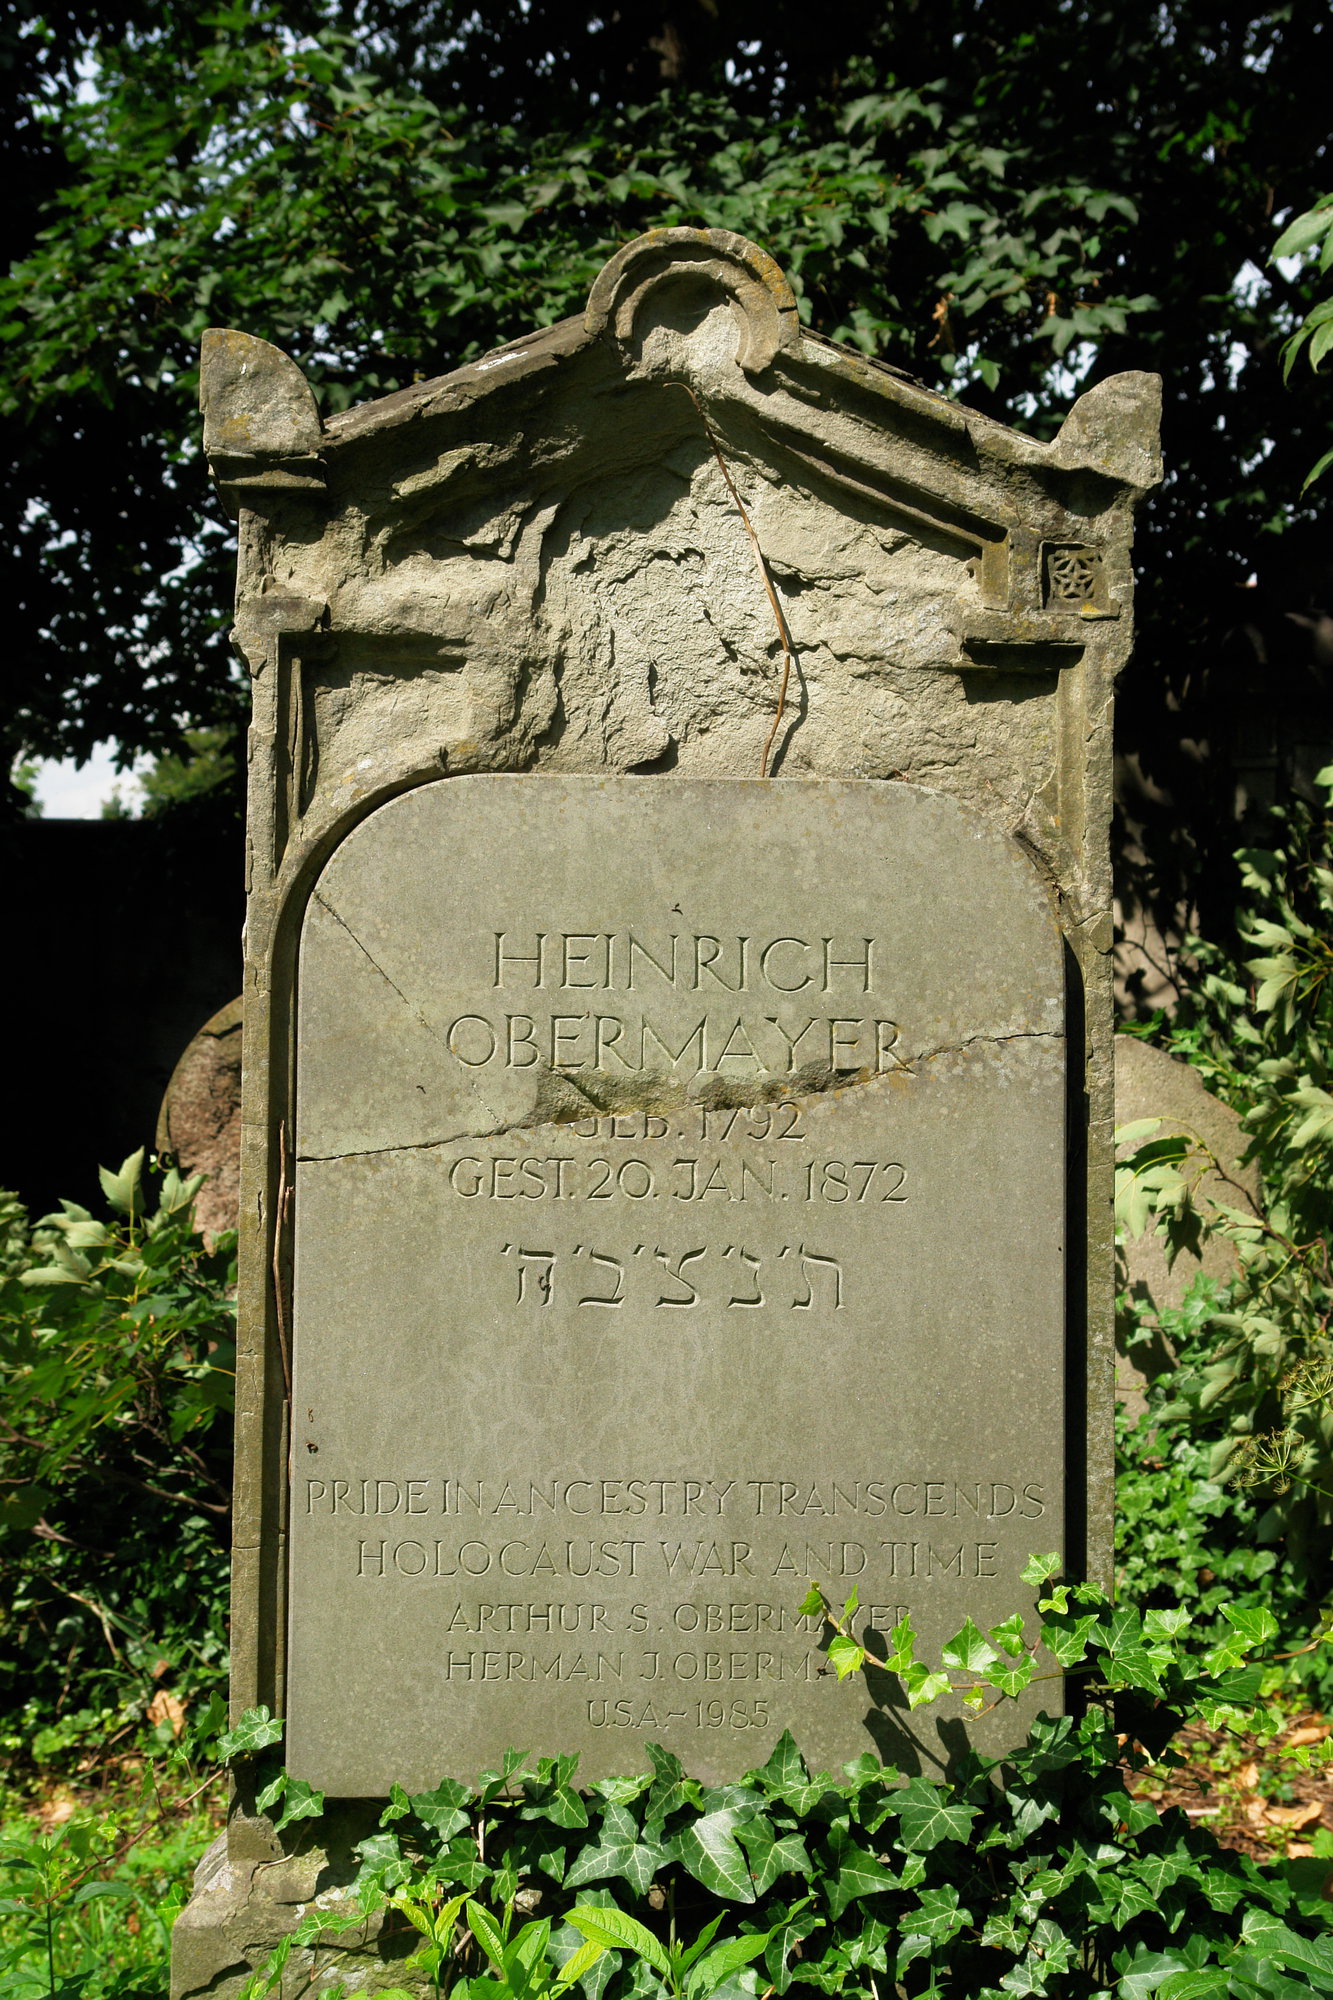 HEINRICH
OBERMAYER
GEB. 1792
GEST. 20. JAN. 1872
ת׳נ׳צ׳ב׳ה׳
PRIDE IN ANCESTRY TRANSCENDS
HOLOCAUST WAR AND TIME
ARTHUR S. OBERMAYER
HERMAN J. OBERMAYER
U.S.A. – 1985